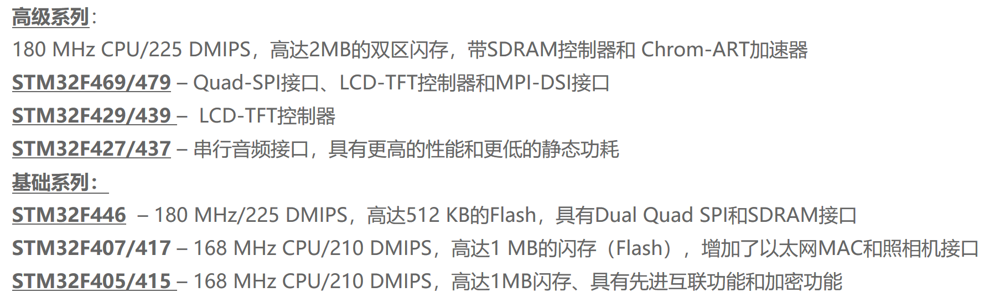 高级系列：
180 MHz CPU/225 DMIPS，高达2MB的双区闪存，带SDRAM控制器和 Chrom-ART加速器
STM32F469/479 – Quad-SPI接口、LCD-TFT控制器和MPI-DSI接口
STM32F429/439 – LCD-TFT控制器
STM32F427/437 – 串行音频接口，具有更高的性能和更低的静态功耗
基础系列：
STM32F446 – 180 MHz/225 DMIPS，高达512 KB的Flash，具有Dual Quad SPI和SDRAM接口
STM32F407/417 – 168 MHz CPU/210 DMIPS，高达1 MB的闪存（Flash），增加了以太网MAC和照相机接口
STM32F405/415 – 168 MHz CPU/210 DMIPS，高达1MB闪存、具有先进互联功能和加密功能